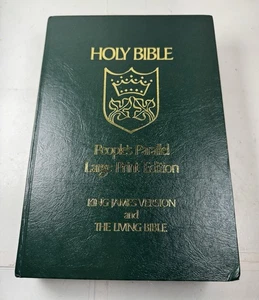 HOLY BIBLE
People's Parallel
Large Print Edition
KING JAMES VERSION
and
THE LIVING BIBLE